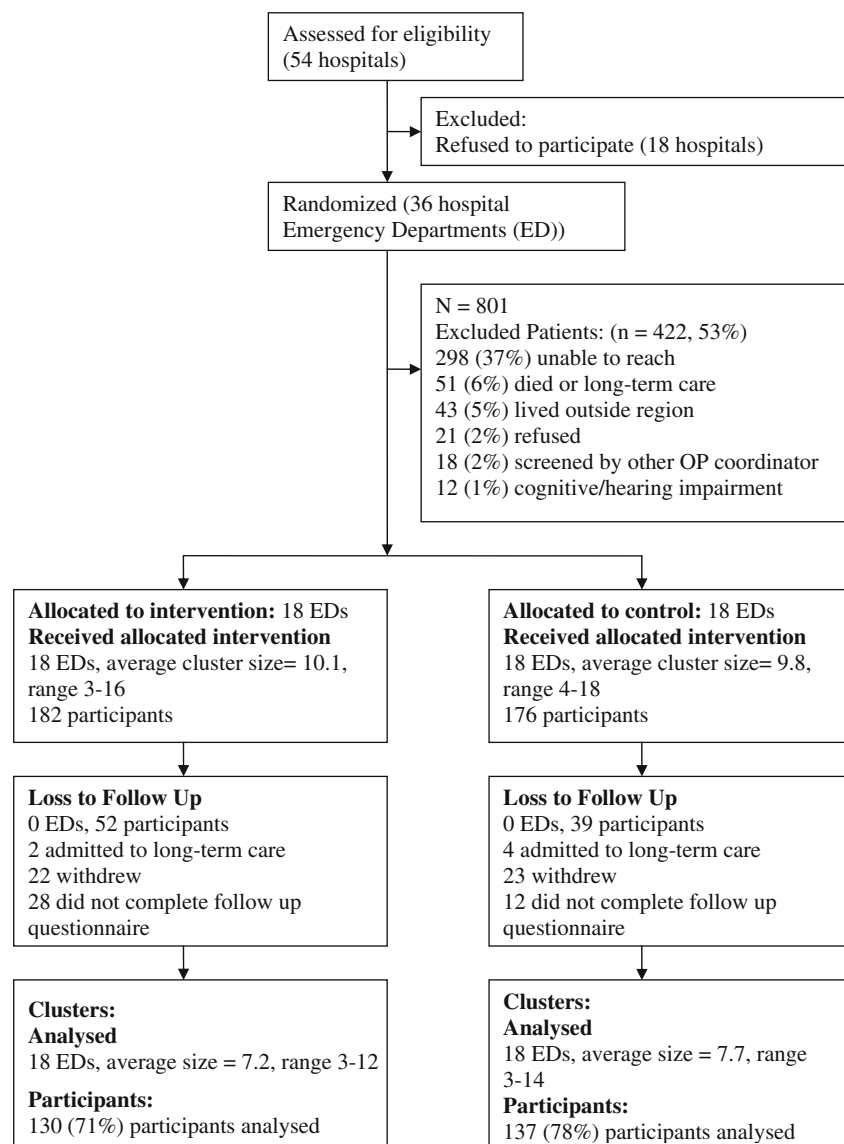 Assessed for eligibility
(54 hospitals)
Excluded:
Refused to participate (18 hospitals)
Randomized (36 hospital
Emergency Departments (ED))
N = 801
Excluded Patients: (n = 422, 53%)
298 (37%) unable to reach
51 (6%) died or long-term care
43 (5%) lived outside region
21 (2%) refused
18 (2%) screened by other OP coordinator
12 (1%) cognitive/hearing impairment
Allocated to intervention: 18 EDs
Received allocated intervention
18 EDs, average cluster size= 10.1,
range 3-16
182 participants
Allocated to control: 18 EDs
Received allocated intervention
18 EDs, average cluster size= 9.8,
range 4-18
176 participants
Loss to Follow Up
0 EDs, 52 participants
2 admitted to long-term care
22 withdrew
28 did not complete follow up
questionnaire
Loss to Follow Up
0 EDs, 39 participants
4 admitted to long-term care
23 withdrew
12 did not complete follow up
questionnaire
Clusters:
Analysed
18 EDs, average size = 7.2, range 3-12
Participants:
130 (71%) participants analysed
Clusters:
Analysed
18 EDs, average size = 7.7, range
3-14
Participants:
137 (78%) participants analysed